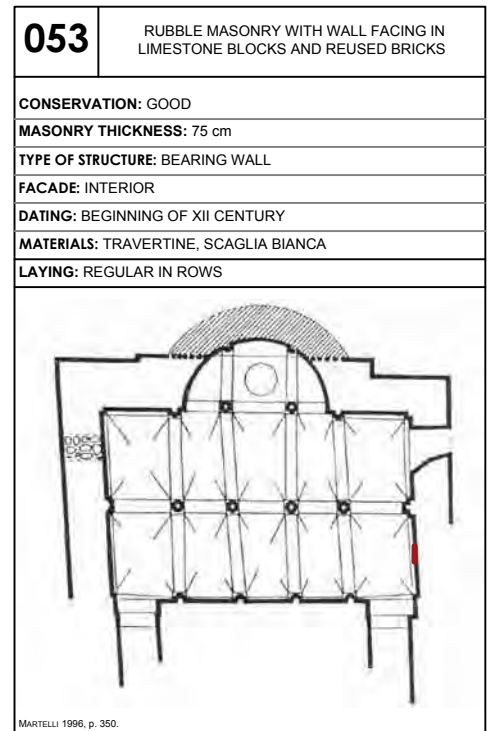 053
RUBBLE MASONRY WITH WALL FACING IN
LIMESTONE BLOCKS AND REUSED BRICKS
CONSERVATION: GOOD
MASONRY THICKNESS: 75 cm
TYPE OF STRUCTURE: BEARING WALL
FACADE: INTERIOR
DATING: BEGINNING OF XII CENTURY
MATERIALS: TRAVERTINE, SCAGLIA BIANCA
LAYING: REGULAR IN ROWS
MARTELLI 1996, p. 350.